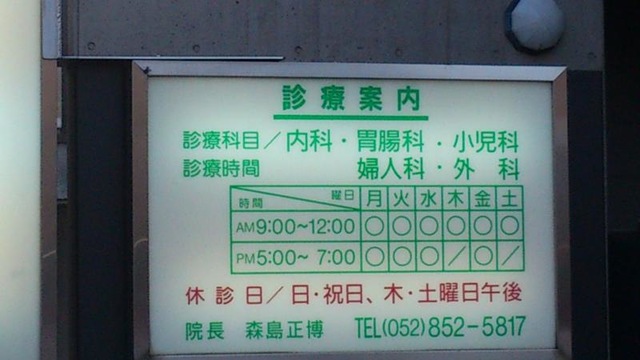 診療案内
診療科目／内科・胃腸科・小児科
診療時間 婦人科・外科
時間 曜日 月 火 水 木 金 土
AM9:00~12:00 ○ ○ ○ ○ ○ ○
PM5:00~ 7:00 ○ ○ ○ ／ ○ ／
休診日／日・祝日、木・土曜日午後
院長 森島正博 TEL(052)852-5817